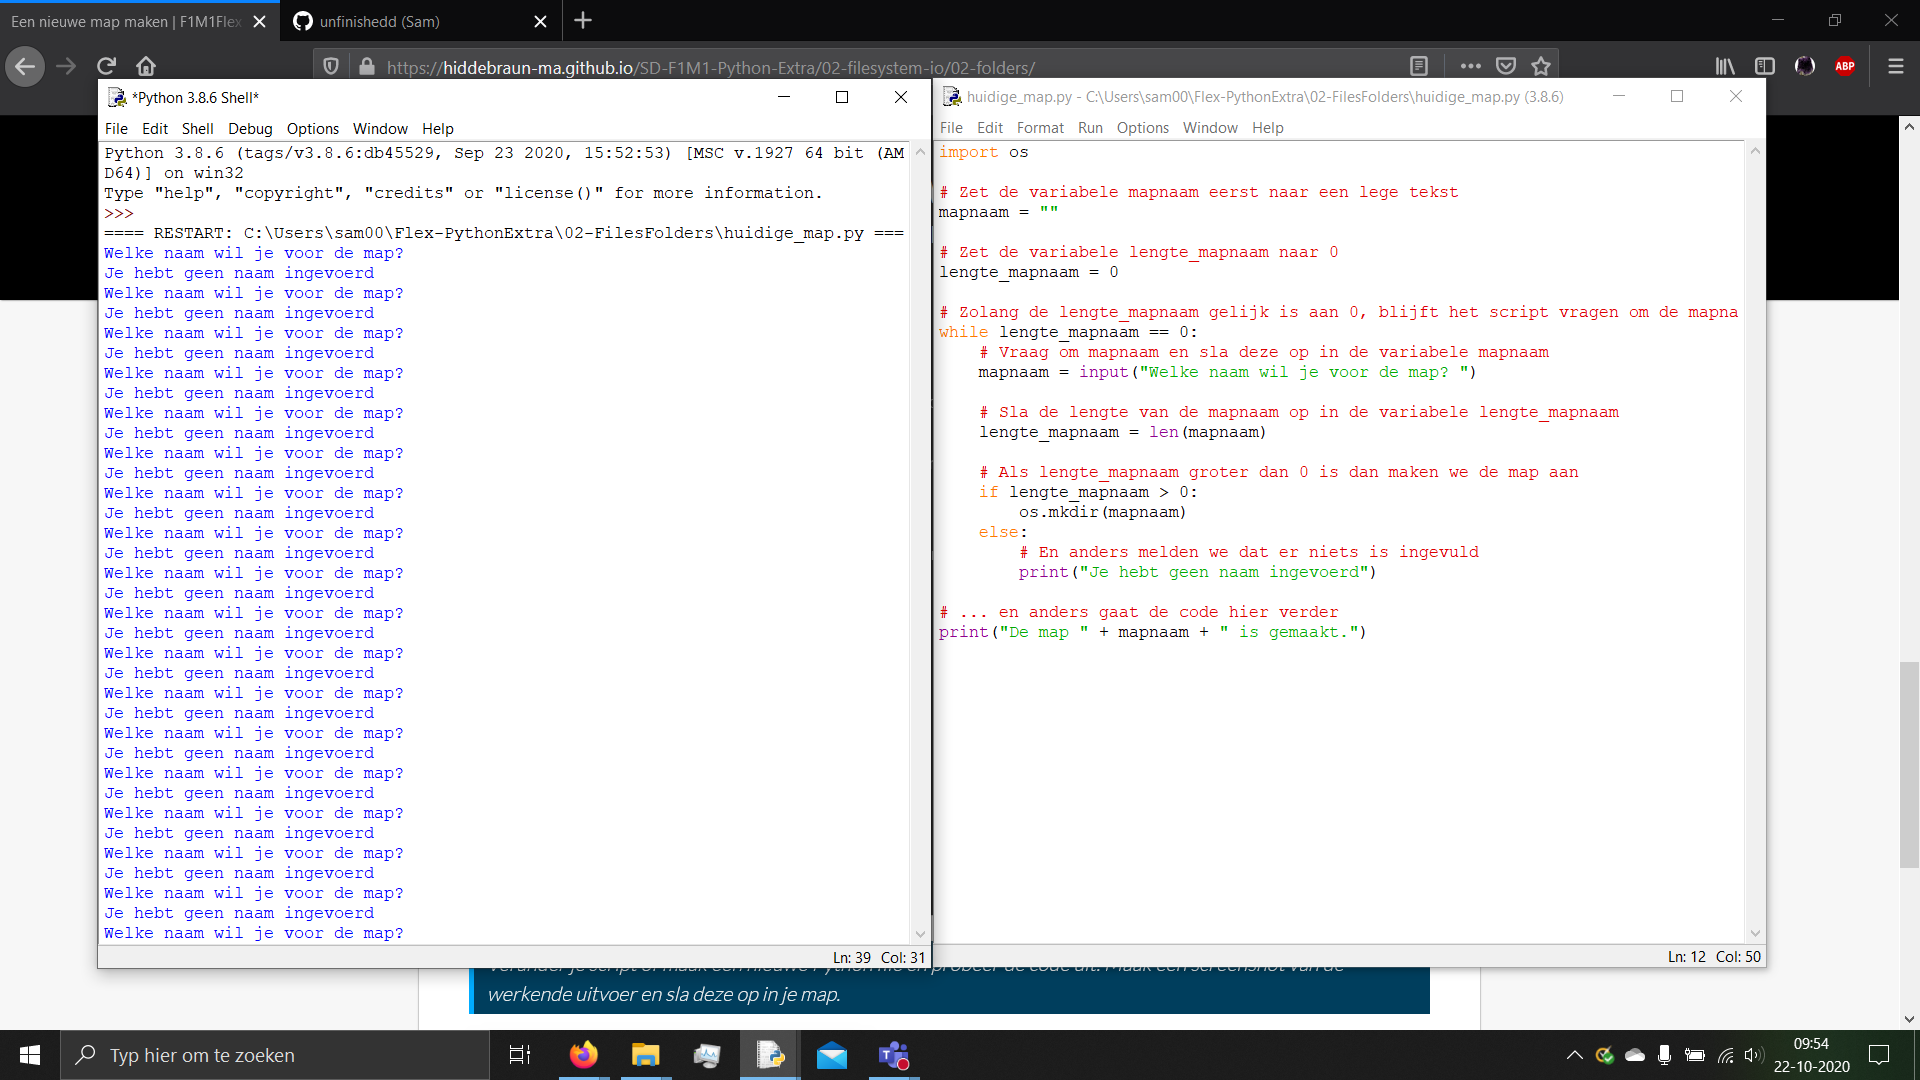 Een nieuwe map maken | F1M1Flex
unfinishedd (Sam)
https://hiddebraun-ma.github.io/SD-F1M1-Python-Extra/02-filesystem-io/02-folders/
ABP
*Python 3.8.6 Shell*
File Edit Shell Debug Options Window Help
Python 3.8.6 (tags/v3.8.6:db45529, Sep 23 2020, 15:52:53) [MSC v.1927 64 bit (AM
D64)] on win32
Type "help", "copyright", "credits" or "license()" for more information.
>>>
==== RESTART: C:\Users\sam00\Flex-PythonExtra\02-FilesFolders\huidige_map.py ===
Welke naam wil je voor de map?
Je hebt geen naam ingevoerd
Welke naam wil je voor de map?
Je hebt geen naam ingevoerd
Welke naam wil je voor de map?
Je hebt geen naam ingevoerd
Welke naam wil je voor de map?
Je hebt geen naam ingevoerd
Welke naam wil je voor de map?
Je hebt geen naam ingevoerd
Welke naam wil je voor de map?
Je hebt geen naam ingevoerd
Welke naam wil je voor de map?
Je hebt geen naam ingevoerd
Welke naam wil je voor de map?
Je hebt geen naam ingevoerd
Welke naam wil je voor de map?
Je hebt geen naam ingevoerd
Welke naam wil je voor de map?
Je hebt geen naam ingevoerd
Welke naam wil je voor de map?
Je hebt geen naam ingevoerd
Welke naam wil je voor de map?
Je hebt geen naam ingevoerd
Welke naam wil je voor de map?
Je hebt geen naam ingevoerd
Welke naam wil je voor de map?
Je hebt geen naam ingevoerd
Welke naam wil je voor de map?
Je hebt geen naam ingevoerd
Welke naam wil je voor de map?
Je hebt geen naam ingevoerd
Welke naam wil je voor de map?
Je hebt geen naam ingevoerd
Welke naam wil je voor de map?
Ln: 39 Col: 31
huidige_map.py - C:\Users\sam00\Flex-PythonExtra\02-FilesFolders\huidige_map.py (3.8.6)
File Edit Format Run Options Window Help
import os
# Zet de variabele mapnaam eerst naar een lege tekst
mapnaam = ""
# Zet de variabele lengte_mapnaam naar 0
lengte_mapnaam = 0
# Zolang de lengte_mapnaam gelijk is aan 0, blijft het script vragen om de mapna
while lengte_mapnaam == 0:
# Vraag om mapnaam en sla deze op in de variabele mapnaam
mapnaam = input("Welke naam wil je voor de map? ")
# Sla de lengte van de mapnaam op in de variabele lengte_mapnaam
lengte_mapnaam = len(mapnaam)
# Als lengte_mapnaam groter dan 0 is dan maken we de map aan
if lengte_mapnaam > 0:
os.mkdir(mapnaam)
else:
# En anders melden we dat er niets is ingevuld
print("Je hebt geen naam ingevoerd")
# ... en anders gaat de code hier verder
print("De map " + mapnaam + " is gemaakt.")
Ln: 12 Col: 50
Verander je script of maak een nieuwe Python file en probeer de code uit. Maak een screenshot van de
werkende uitvoer en sla deze op in je map.
Typ hier om te zoeken
09:54
22-10-2020